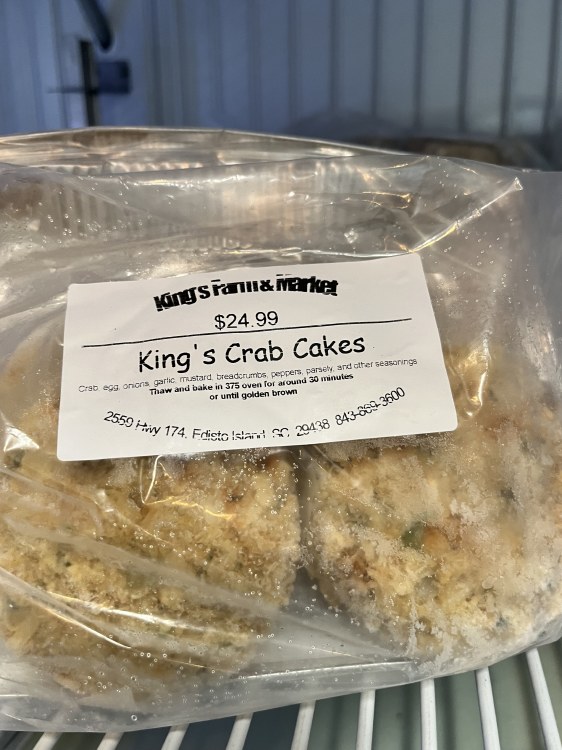 King's Farm & Market
$24.99
King's Crab Cakes
Crab, egg, onions, garlic, mustard, breadcrumbs, peppers, parsely, and other seasonings
Thaw and bake in 375 oven for around 30 minutes
or until golden brown
2559 Hwy 174, Edisto Island, SC 29438 843-869-3600